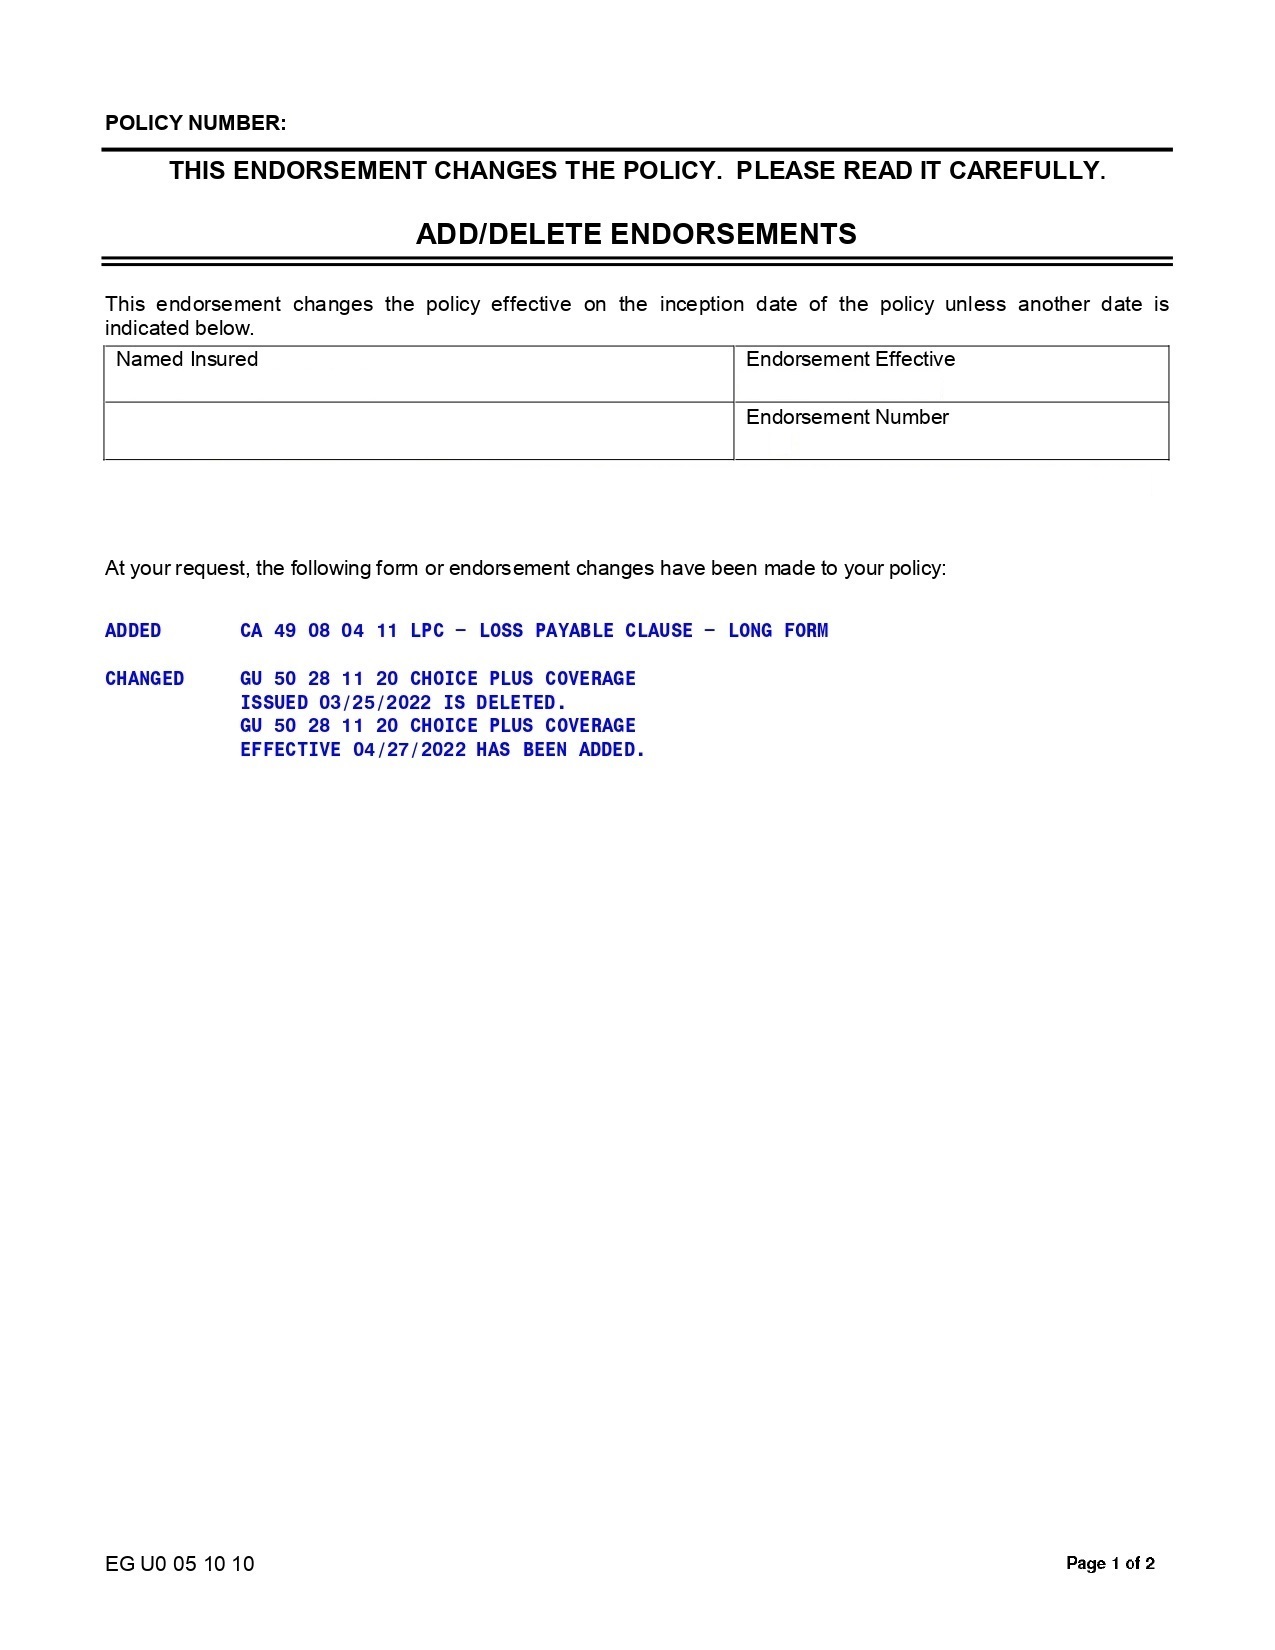 POLICY NUMBER:
THIS ENDORSEMENT CHANGES THE POLICY.  PLEASE READ IT CAREFULLY.
ADD/DELETE ENDORSEMENTS
This endorsement changes the policy effective on the inception date of the policy unless another date is
indicated below.
Named Insured
Endorsement Effective
Endorsement Number
At your request, the following form or endorsement changes have been made to your policy:
ADDED CA 49 08 04 11 LPC – LOSS PAYABLE CLAUSE – LONG FORM
CHANGED GU 50 28 11 20 CHOICE PLUS COVERAGE
ISSUED 03/25/2022 IS DELETED.
GU 50 28 11 20 CHOICE PLUS COVERAGE
EFFECTIVE 04/27/2022 HAS BEEN ADDED.
EG U0 05 10 10
Page 1 of 2